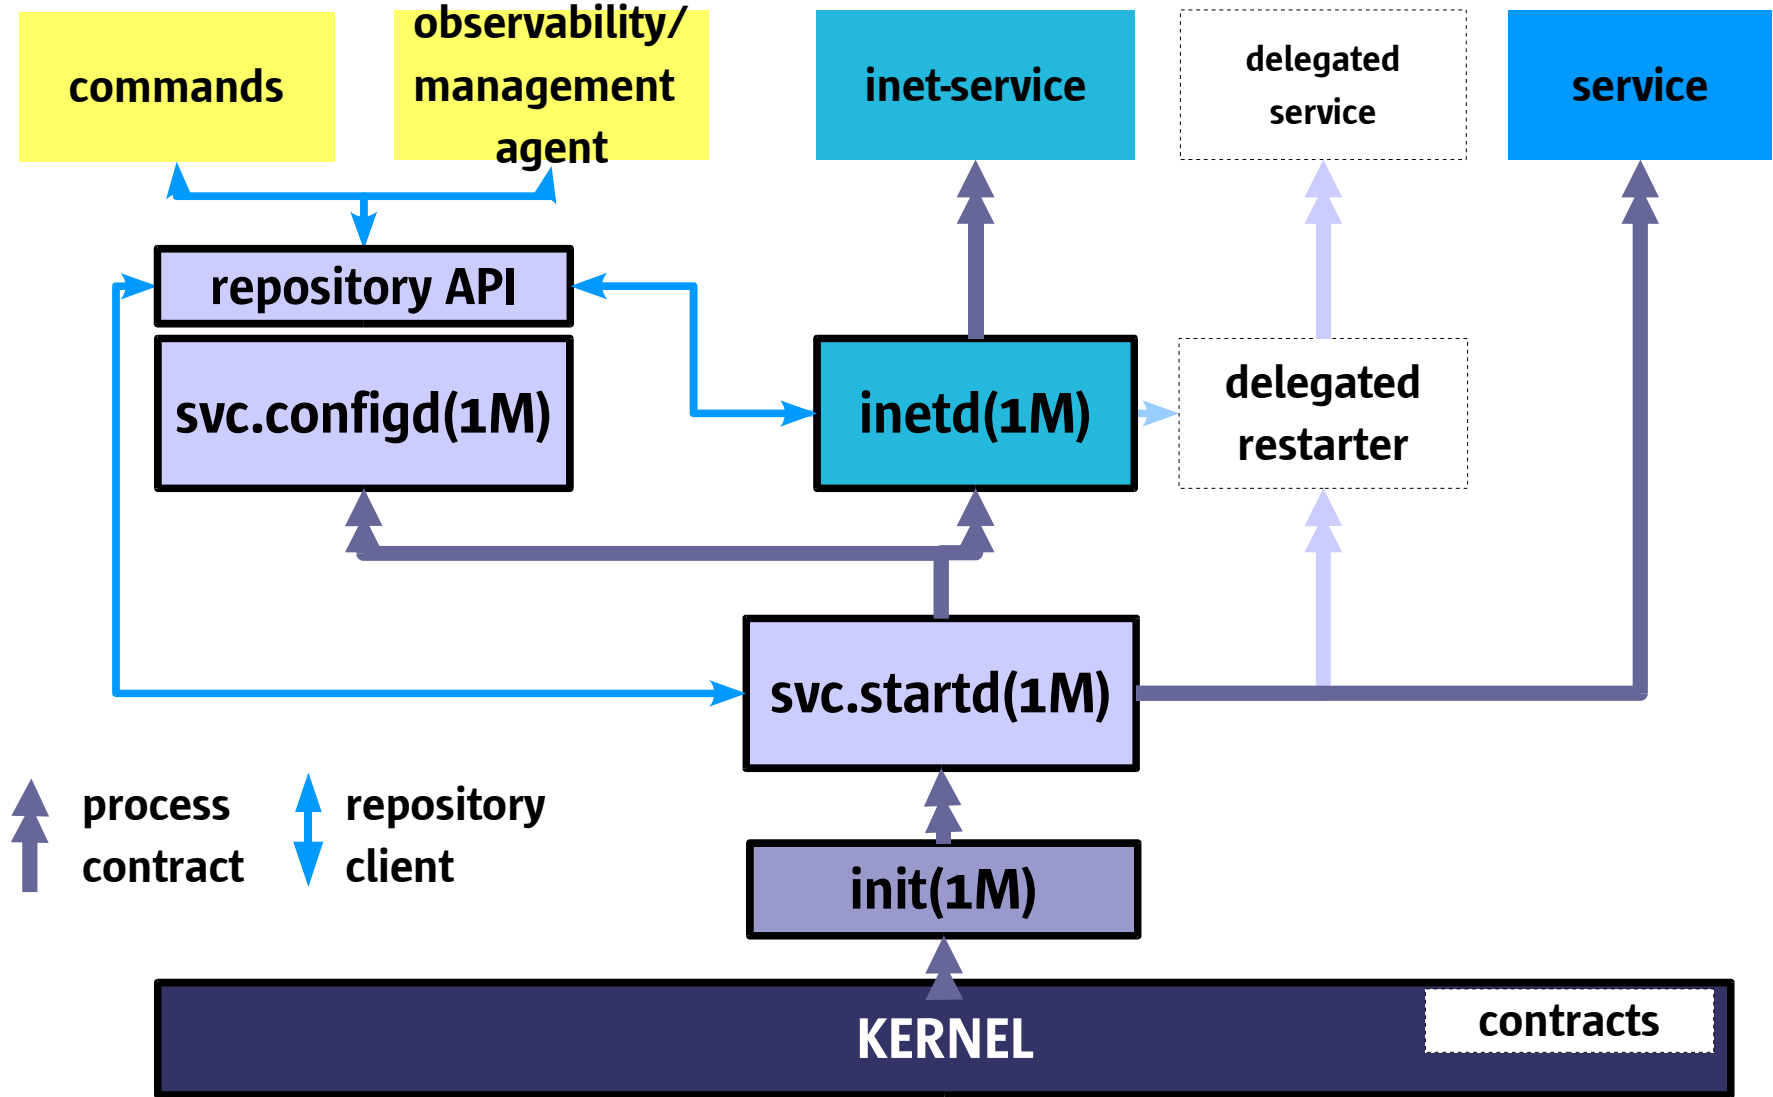 commands
observability/
management
agent
inet-service
delegated
service
service
repository API
svc.configd(1M)
inetd(1M)
delegated
restarter
svc.startd(1M)
process
contract
repository
client
init(1M)
KERNEL
contracts